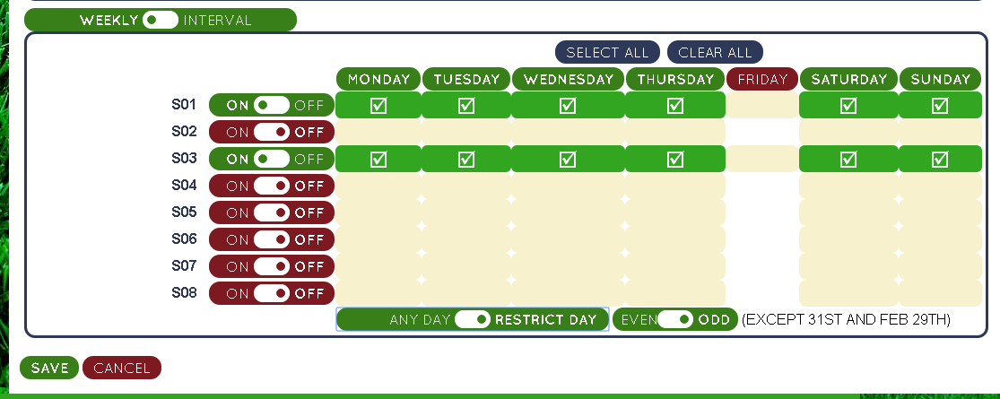 WEEKLY INTERVAL
SELECT ALL CLEAR ALL
MONDAY TUESDAY WEDNESDAY THURSDAY FRIDAY SATURDAY SUNDAY
S01 ON OFF
S02 ON OFF
S03 ON OFF
S04 ON OFF
S05 ON OFF
S06 ON OFF
S07 ON OFF
S08 ON OFF
ANY DAY RESTRICT DAY EVEN ODD (EXCEPT 31ST AND FEB 29TH)
SAVE CANCEL